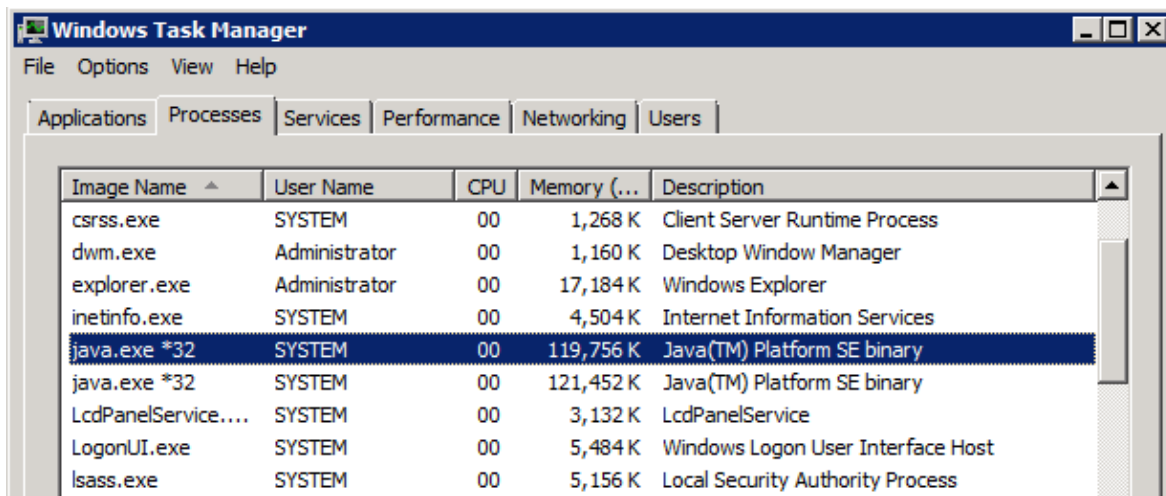 Windows Task Manager
File Options View Help
Applications Processes Services Performance Networking Users
Image Name User Name CPU Memory (... Description
csrss.exe SYSTEM 00 1,268 K Client Server Runtime Process
dwm.exe Administrator 00 1,160 K Desktop Window Manager
explorer.exe Administrator 00 17,184 K Windows Explorer
inetinfo.exe SYSTEM 00 4,504 K Internet Information Services
java.exe *32 SYSTEM 00 119,756 K Java(TM) Platform SE binary
java.exe *32 SYSTEM 00 121,452 K Java(TM) Platform SE binary
LcdPanelService.... SYSTEM 00 3,132 K LcdPanelService
LogonUI.exe SYSTEM 00 5,484 K Windows Logon User Interface Host
lsass.exe SYSTEM 00 5,156 K Local Security Authority Process